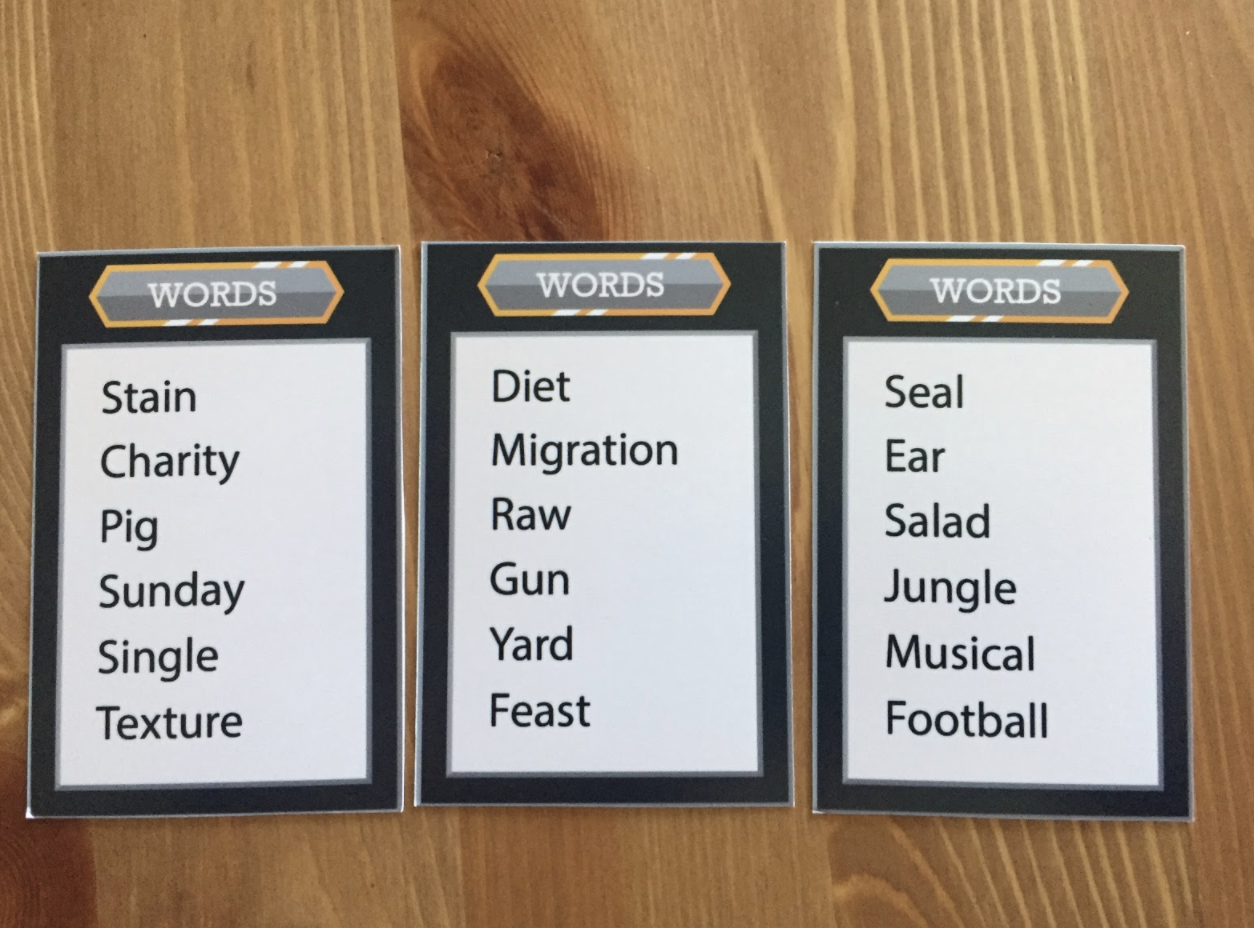 WORDS
Stain
Charity
Pig
Sunday
Single
Texture
WORDS
Diet
Migration
Raw
Gun
Yard
Feast
WORDS
Seal
Ear
Salad
Jungle
Musical
Football